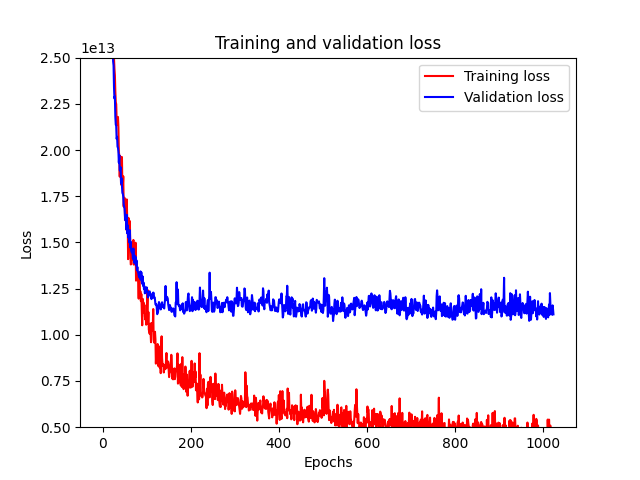 Training and validation loss
1e13
2.50
2.25
2.00
1.75
1.50
1.25
1.00
0.75
0.50
Loss
Training loss
Validation loss
0 200 400 600 800 1000
Epochs